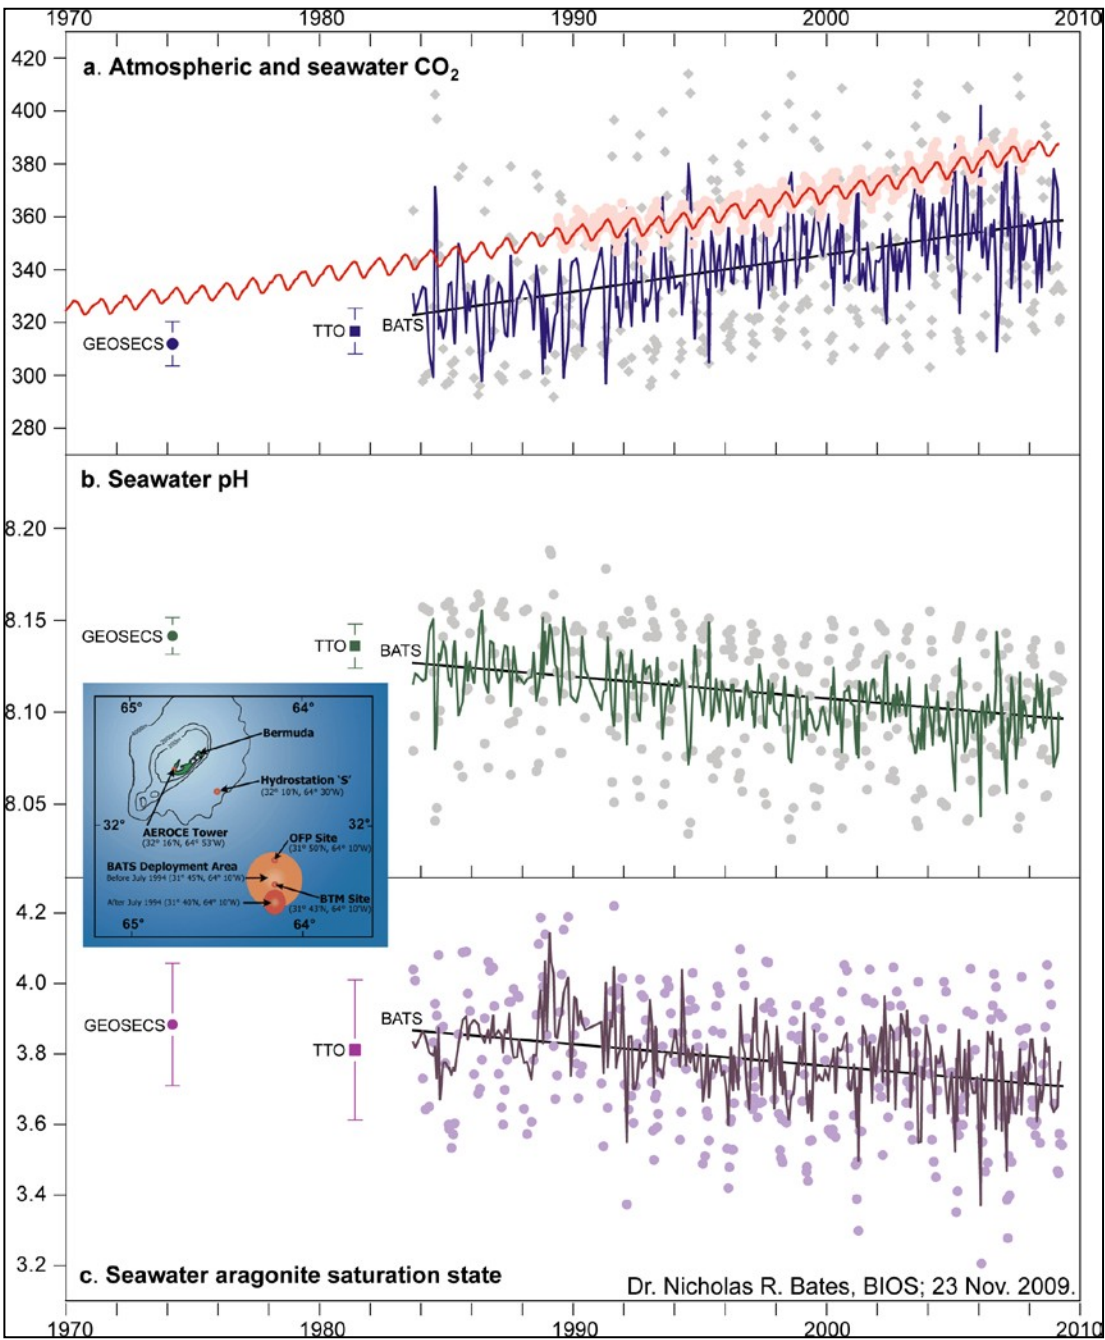 1970 1980 1990 2000 2010
a. Atmospheric and seawater CO₂
420
400
380
360
340
320
300
280
GEOSECS
TTO
BATS
b. Seawater pH
8.20
8.15
8.10
8.05
GEOSECS
TTO
BATS
65° 64°
Bermuda
Hydrostation 'S'
(32° 10'N, 64° 30'W)
32° 32°
AEROCE Tower
(32° 16'N, 64° 53'W)
OFP Site
(31° 50'N, 64° 10'W)
BATS Deployment Area
Before July 1994 (31° 45'N, 64° 10'W)
BTM Site
(31° 43'N, 64° 10'W)
After July 1994 (31° 40'N, 64° 10'W)
65° 64°
4.2
4.0
3.8
3.6
3.4
3.2
GEOSECS
TTO
BATS
c. Seawater aragonite saturation state
Dr. Nicholas R. Bates, BIOS; 23 Nov. 2009.
1970 1980 1990 2000 2010